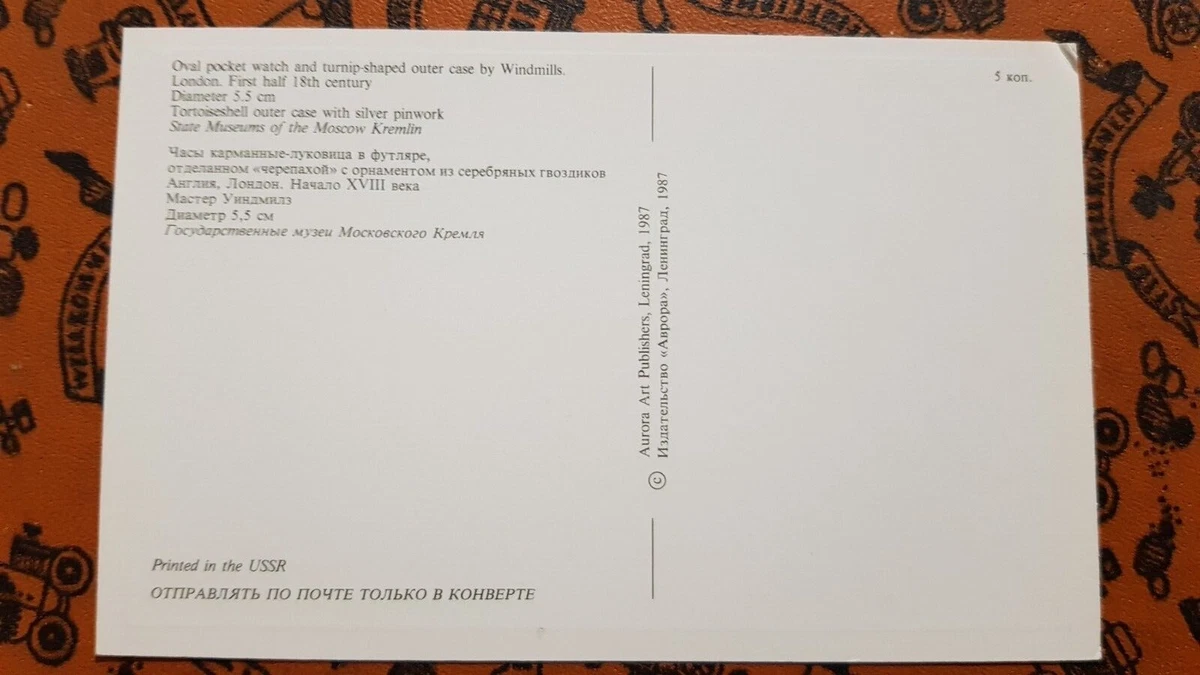 Oval pocket watch and turnip-shaped outer case by Windmills.
London. First half 18th century
Diameter 5.5 cm
Tortoiseshell outer case with silver pinwork
State Museums of the Moscow Kremlin
Часы карманные-луковица в футляре,
отделанном «черепахой» с орнаментом из серебряных гвоздиков
Англия, Лондон. Начало XVIII века
Мастер Уиндмилз
Диаметр 5,5 см
Государственные музеи Московского Кремля
Printed in the USSR
ОТПРАВЛЯТЬ ПО ПОЧТЕ ТОЛЬКО В КОНВЕРТЕ
© Aurora Art Publishers, Leningrad, 1987
Издательство «Аврора», Ленинград, 1987
5 коп.